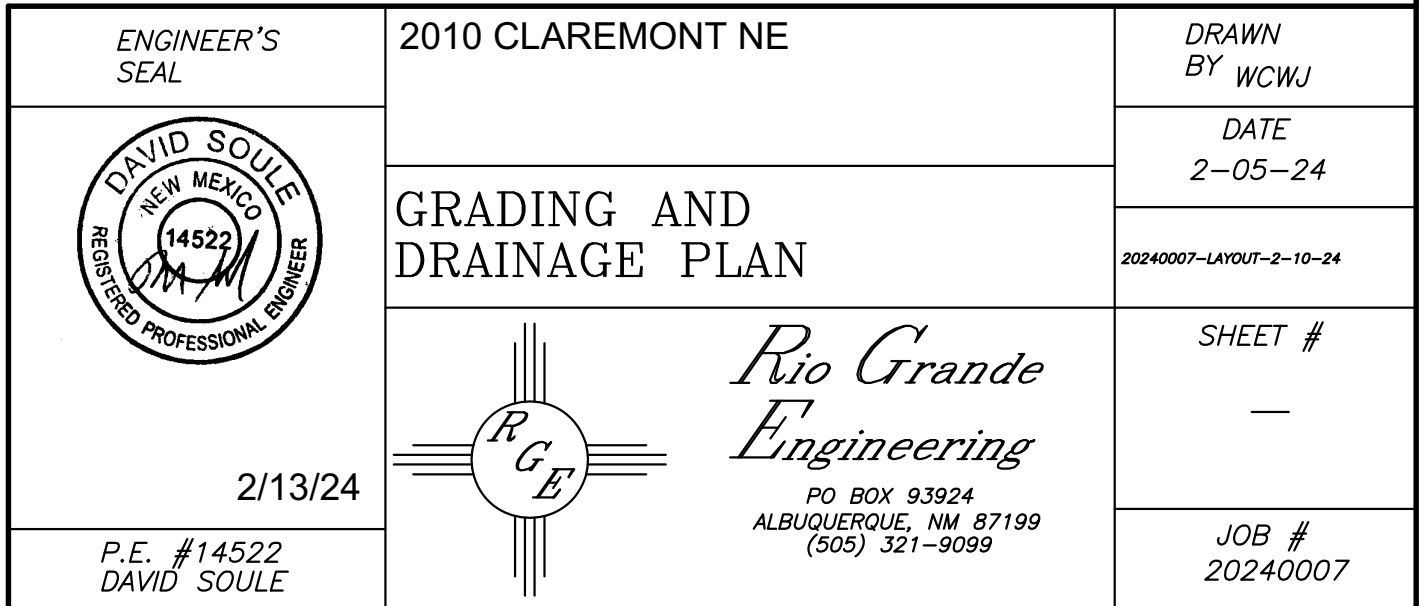 ENGINEER'S
SEAL
DAVID SOULE
NEW MEXICO
14522
REGISTERED PROFESSIONAL ENGINEER
2/13/24
P.E. #14522
DAVID SOULE
2010 CLAREMONT NE
GRADING AND
DRAINAGE PLAN
R
G
E
Rio Grande
Engineering
PO BOX 93924
ALBUQUERQUE, NM 87199
(505) 321-9099
DRAWN
BY WCWJ
DATE
2-05-24
20240007-LAYOUT-2-10-24
SHEET #
—
JOB #
20240007